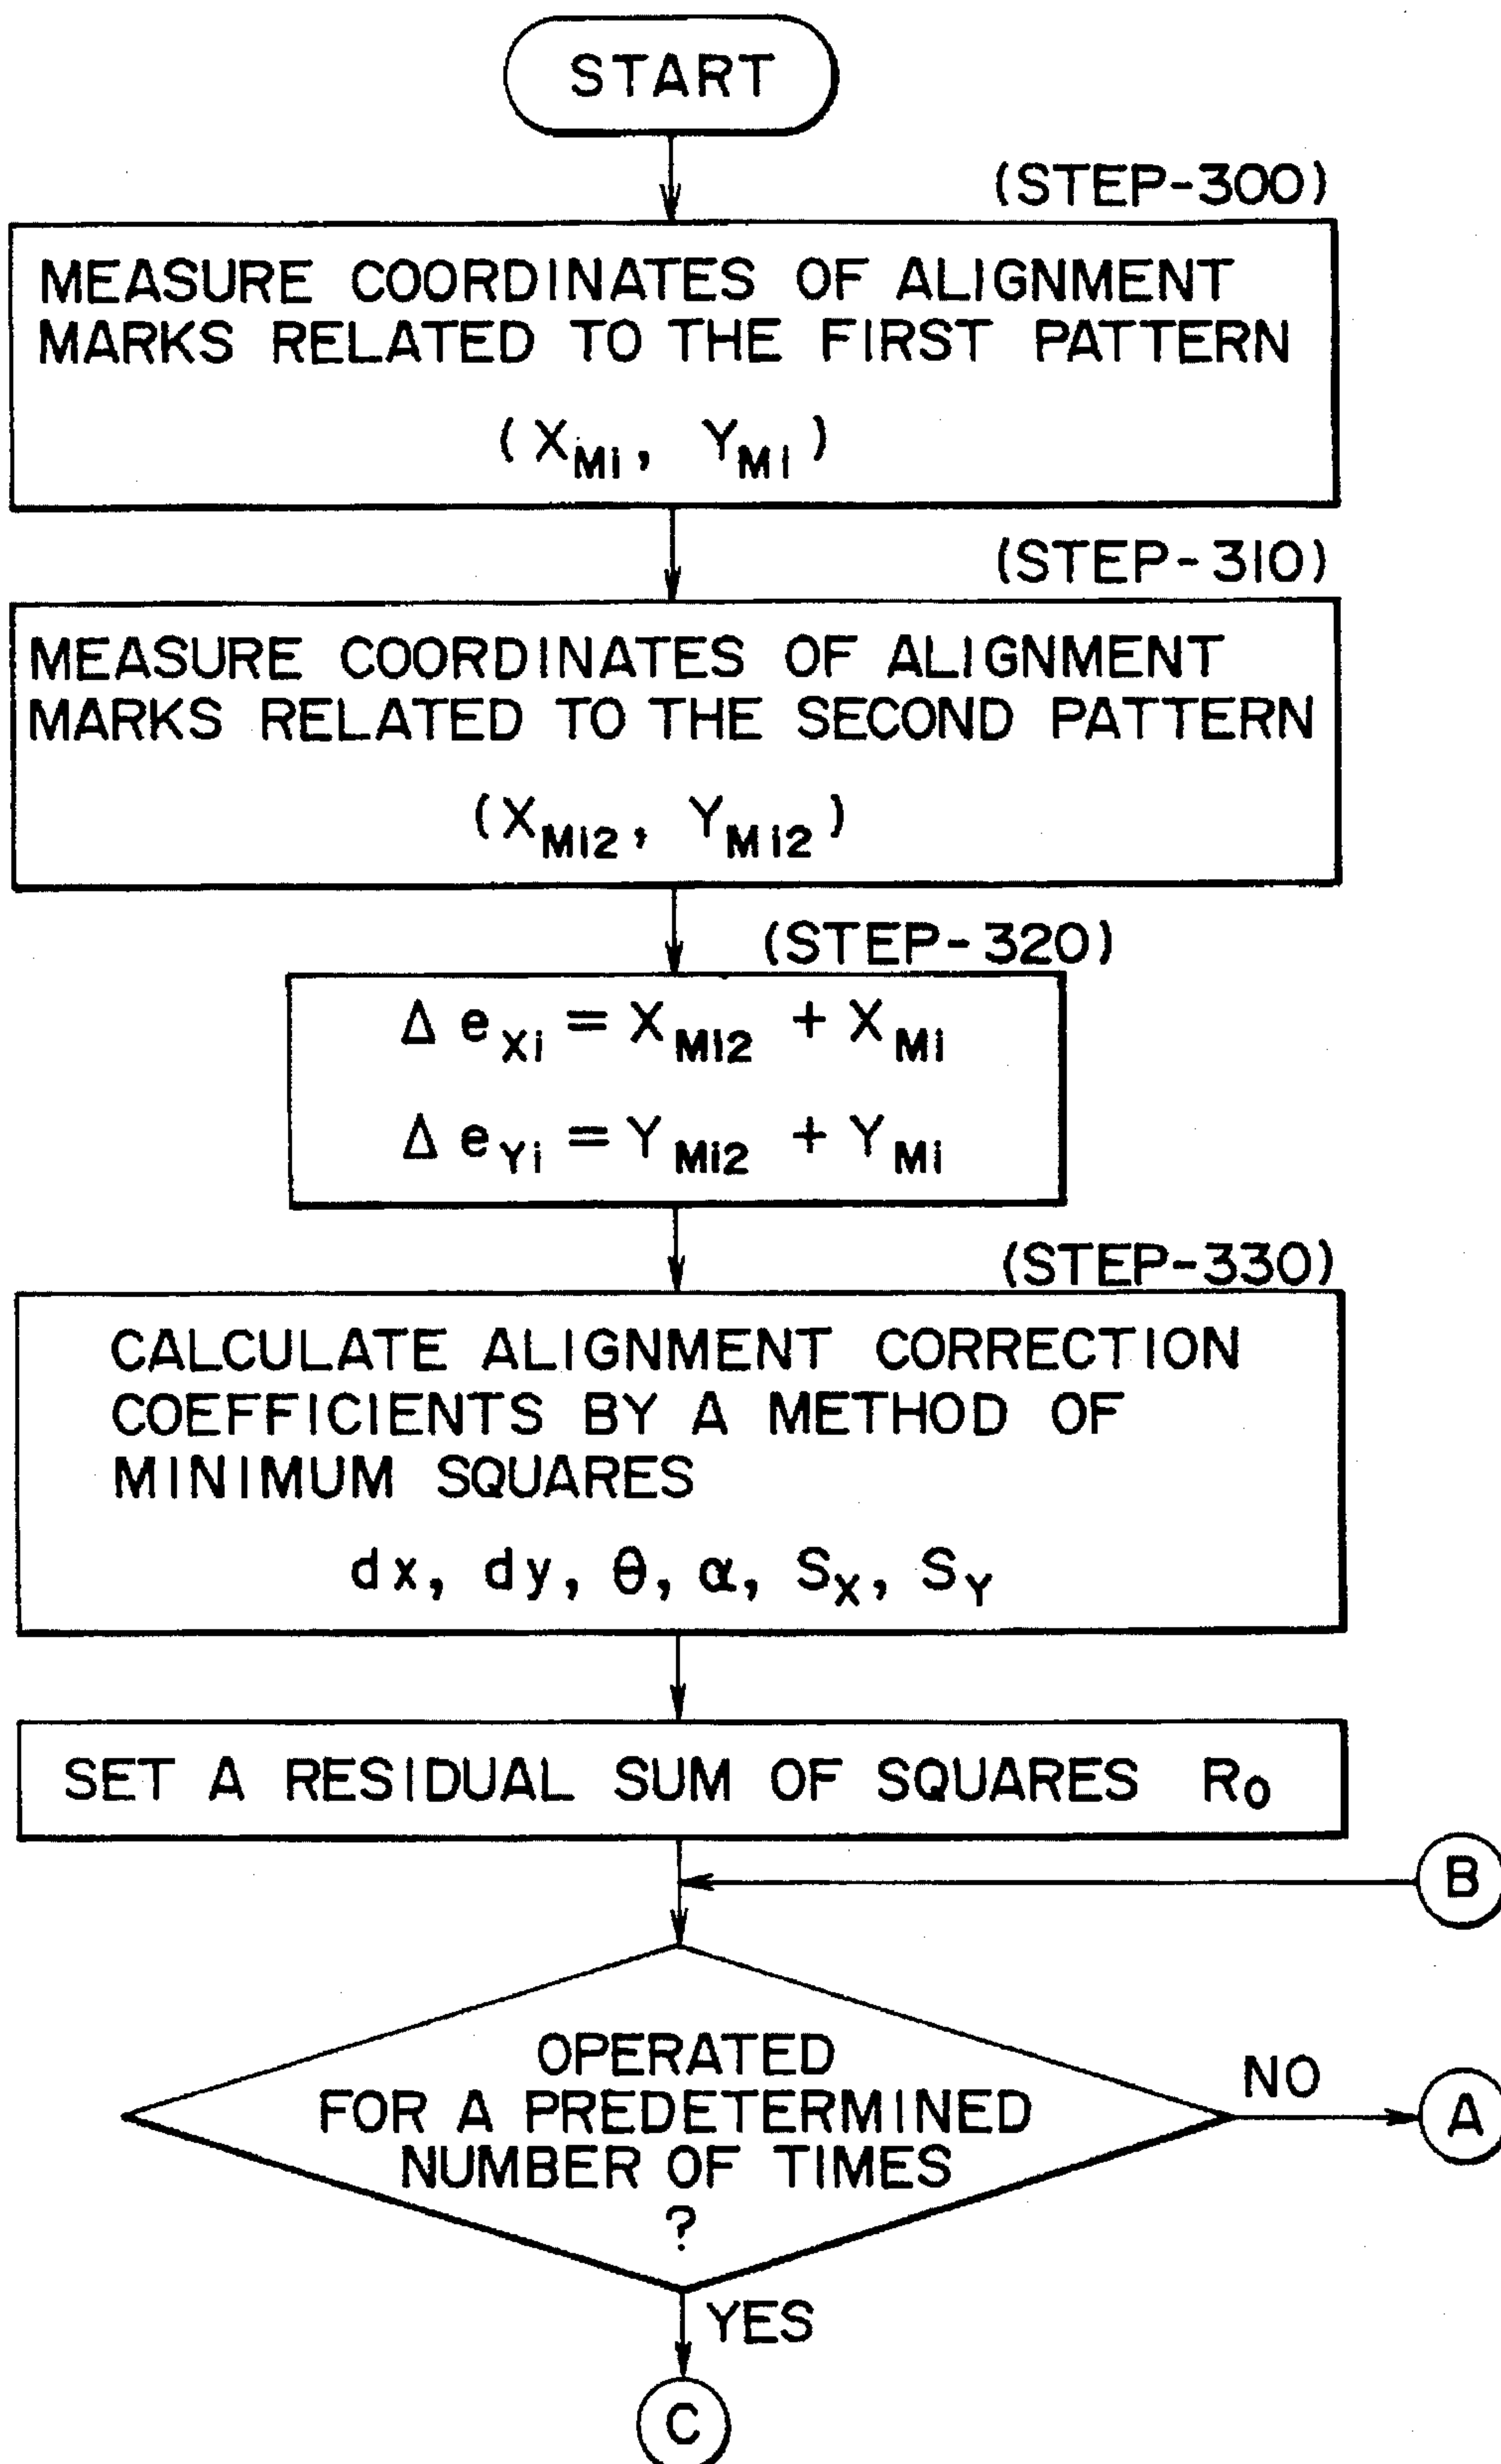 START
(STEP-300)
MEASURE COORDINATES OF ALIGNMENT
MARKS RELATED TO THE FIRST PATTERN
(X_Mi, Y_Mi)
(STEP-310)
MEASURE COORDINATES OF ALIGNMENT
MARKS RELATED TO THE SECOND PATTERN
(X_Mi2, Y_Mi2)
(STEP-320)
Δ e_Xi = X_Mi2 + X_Mi
Δ e_Yi = Y_Mi2 + Y_Mi
(STEP-330)
CALCULATE ALIGNMENT CORRECTION
COEFFICIENTS BY A METHOD OF
MINIMUM SQUARES
dx, dy, θ, α, S_X, S_Y
SET A RESIDUAL SUM OF SQUARES R_0
B
OPERATED
FOR A PREDETERMINED
NUMBER OF TIMES
?
NO
A
YES
C